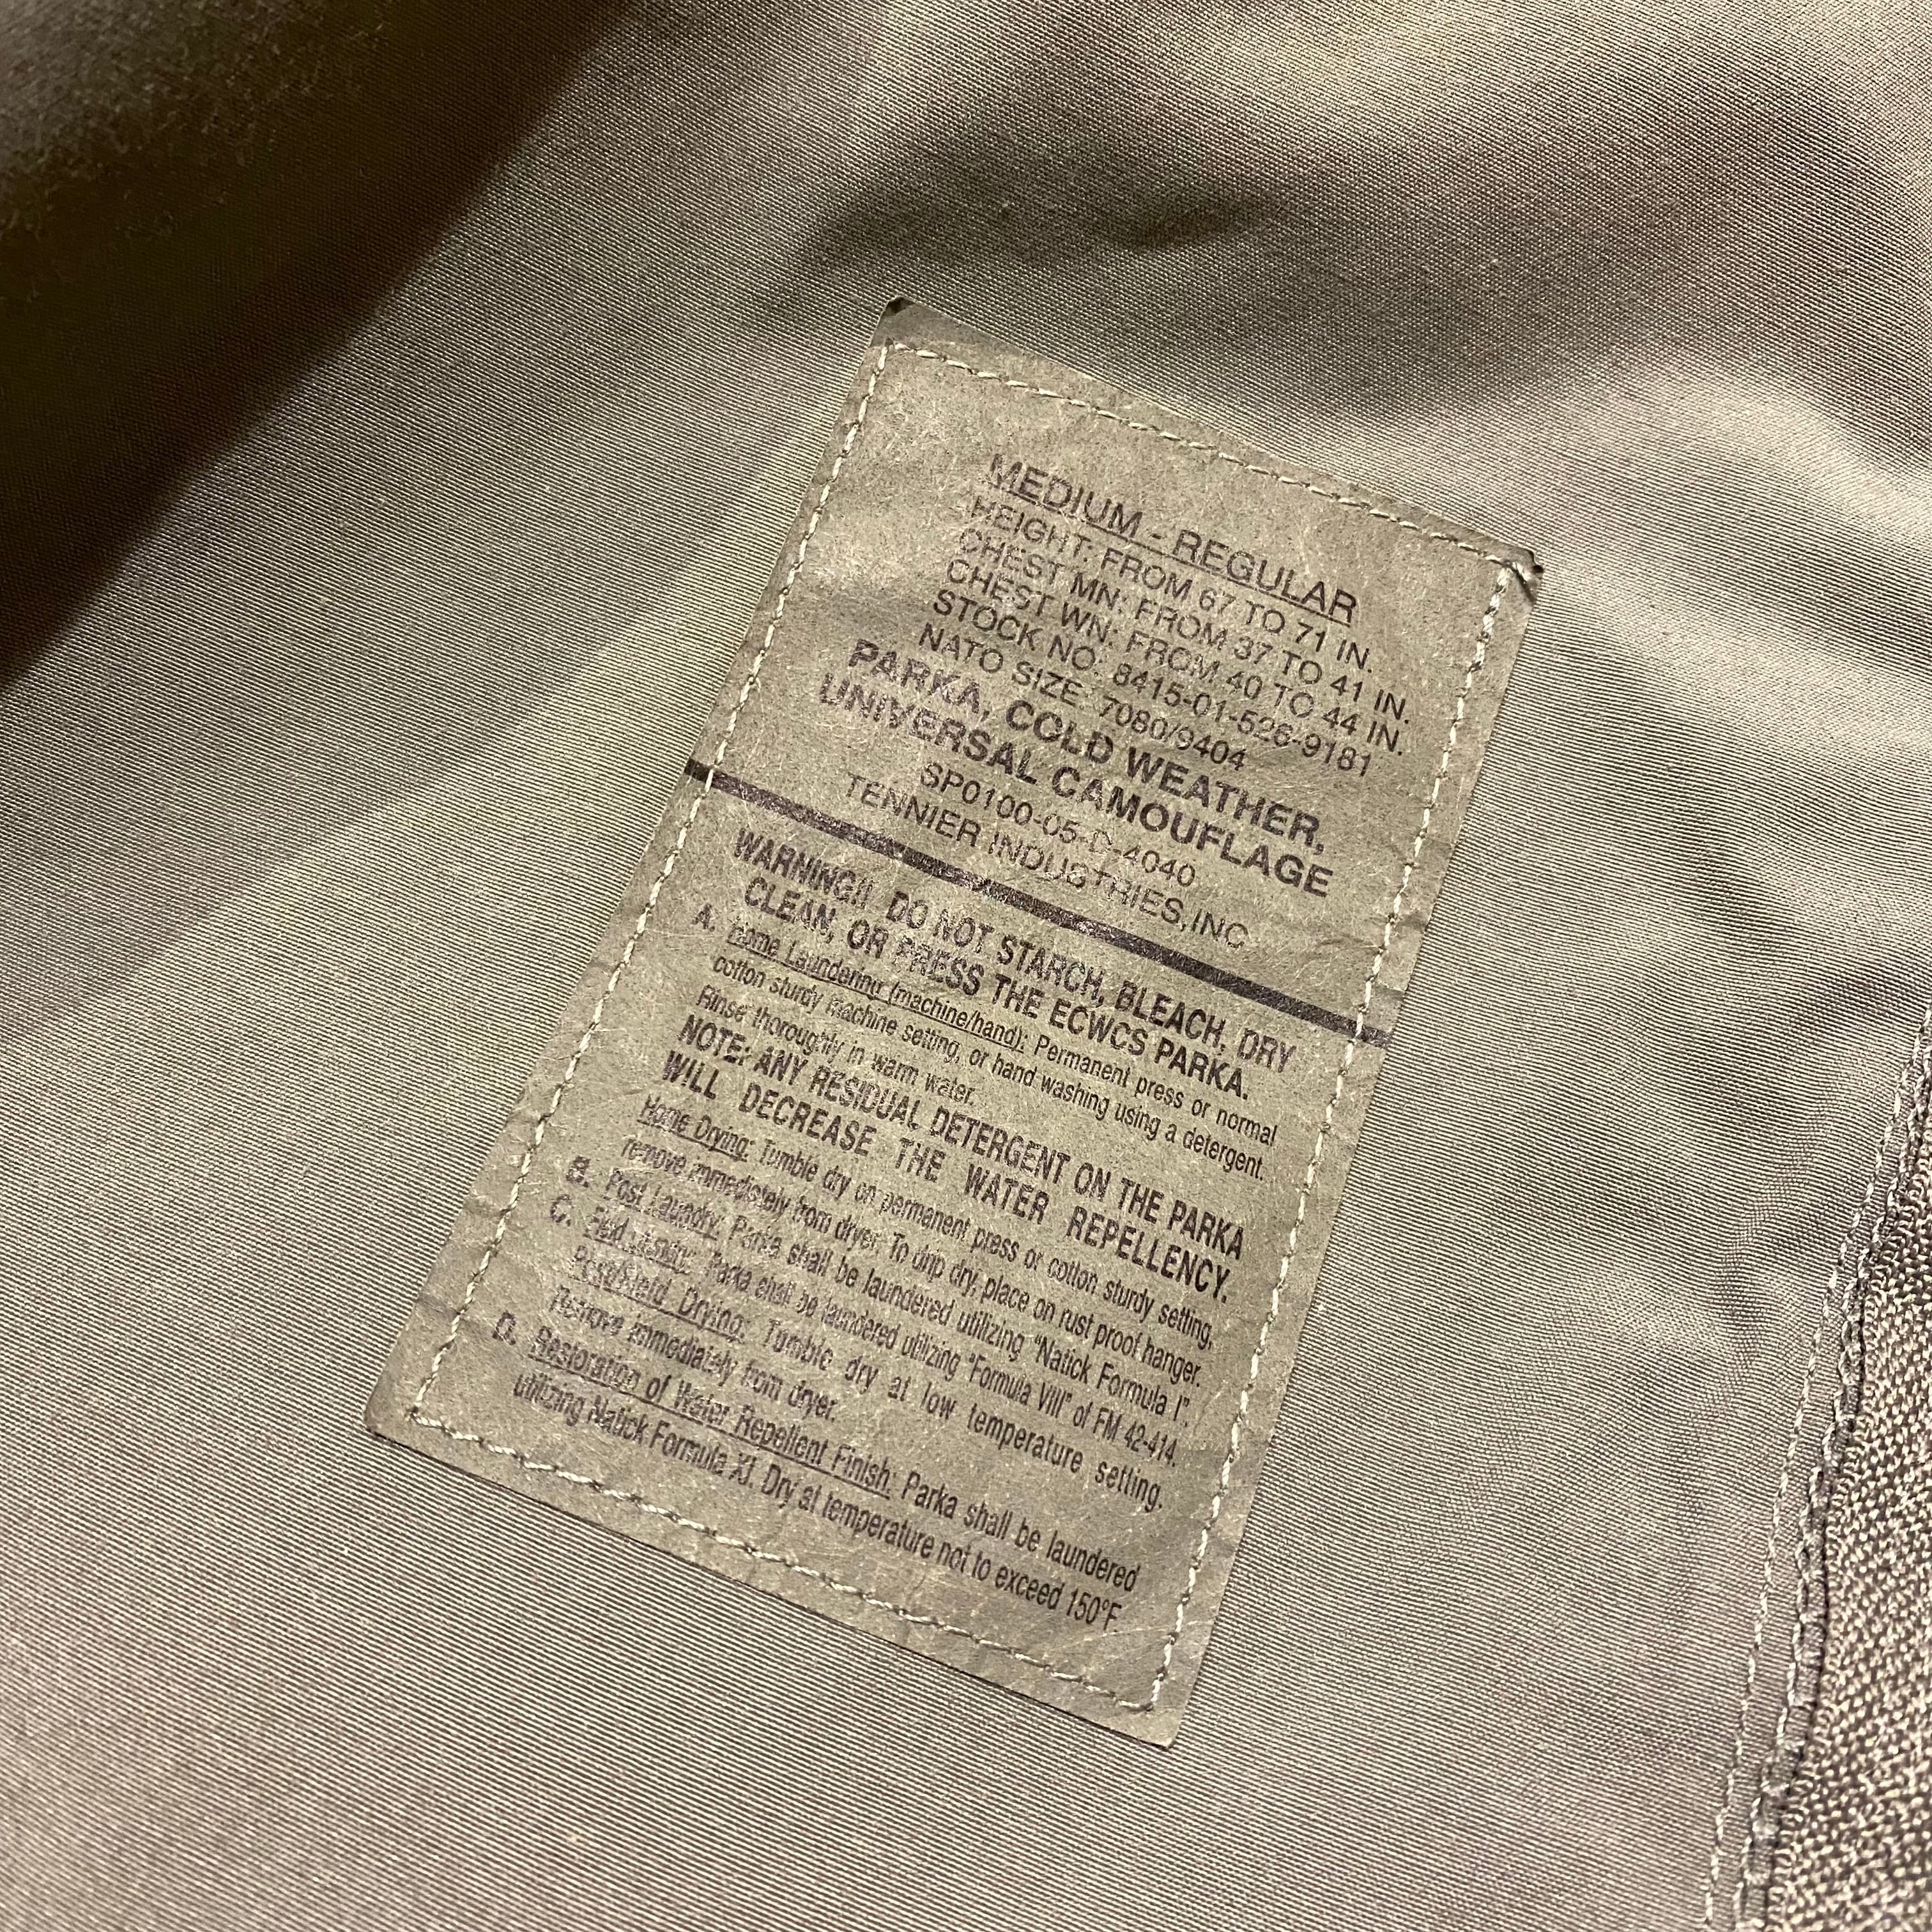 MEDIUM - REGULAR
HEIGHT: FROM 67 TO 71 IN.
CHEST MN: FROM 37 TO 41 IN.
CHEST WN: FROM 40 TO 44 IN.
STOCK NO: 8415-01-526-9181
NATO SIZE 7080/9404
PARKA, COLD WEATHER,
UNIVERSAL CAMOUFLAGE
SP0100-05-D-4040
TENNIER INDUSTRIES,INC
WARNING!! DO NOT STARCH, BLEACH, DRY
CLEAN, OR PRESS THE ECWCS PARKA.
A. Home Laundering (machine/hand): Permanent press or normal
cotton sturdy machine setting, or hand washing using a detergent.
Rinse thoroughly in warm water.
NOTE: ANY RESIDUAL DETERGENT ON THE PARKA
WILL DECREASE THE WATER REPELLENCY.
Home Drying: Tumble dry on permanent press or cotton sturdy setting,
remove immediately from dryer. To drip dry, place on rust proof hanger.
B. Post Laundry: Parka shall be laundered utilizing "Natick Formula I".
C. Field Laundry: Parka shall be laundered utilizing "Formula VIII" of FM 42-414.
Post/Field Drying: Tumble dry at low temperature setting.
Remove immediately from dryer.
D. Restoration of Water Repellent Finish: Parka shall be laundered
utilizing Natick Formula XI. Dry at temperature not to exceed 150°F.